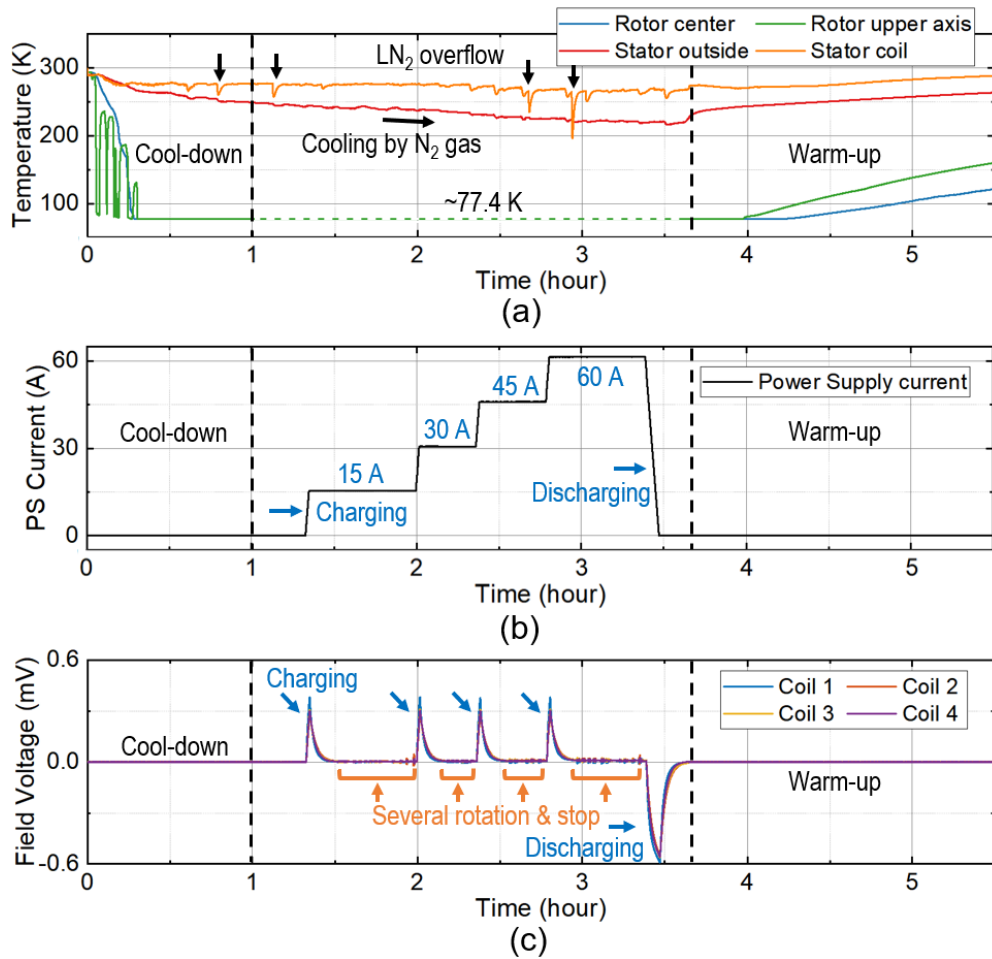 Rotor center Rotor upper axis
Stator outside Stator coil
LN2 overflow
Temperature (K)
300
200
100
Cool-down
Cooling by N2 gas
Warm-up
~77.4 K
0 1 2 3 4 5
Time (hour)
(a)
PS Current (A)
60
30
0
Power Supply current
45 A
60 A
30 A
15 A
Cool-down
Warm-up
Charging
Discharging
0 1 2 3 4 5
Time (hour)
(b)
Field Voltage (mV)
0.6
0.0
-0.6
Charging
Coil 1 Coil 2
Coil 3 Coil 4
Cool-down
Warm-up
Several rotation & stop
Discharging
0 1 2 3 4 5
Time (hour)
(c)